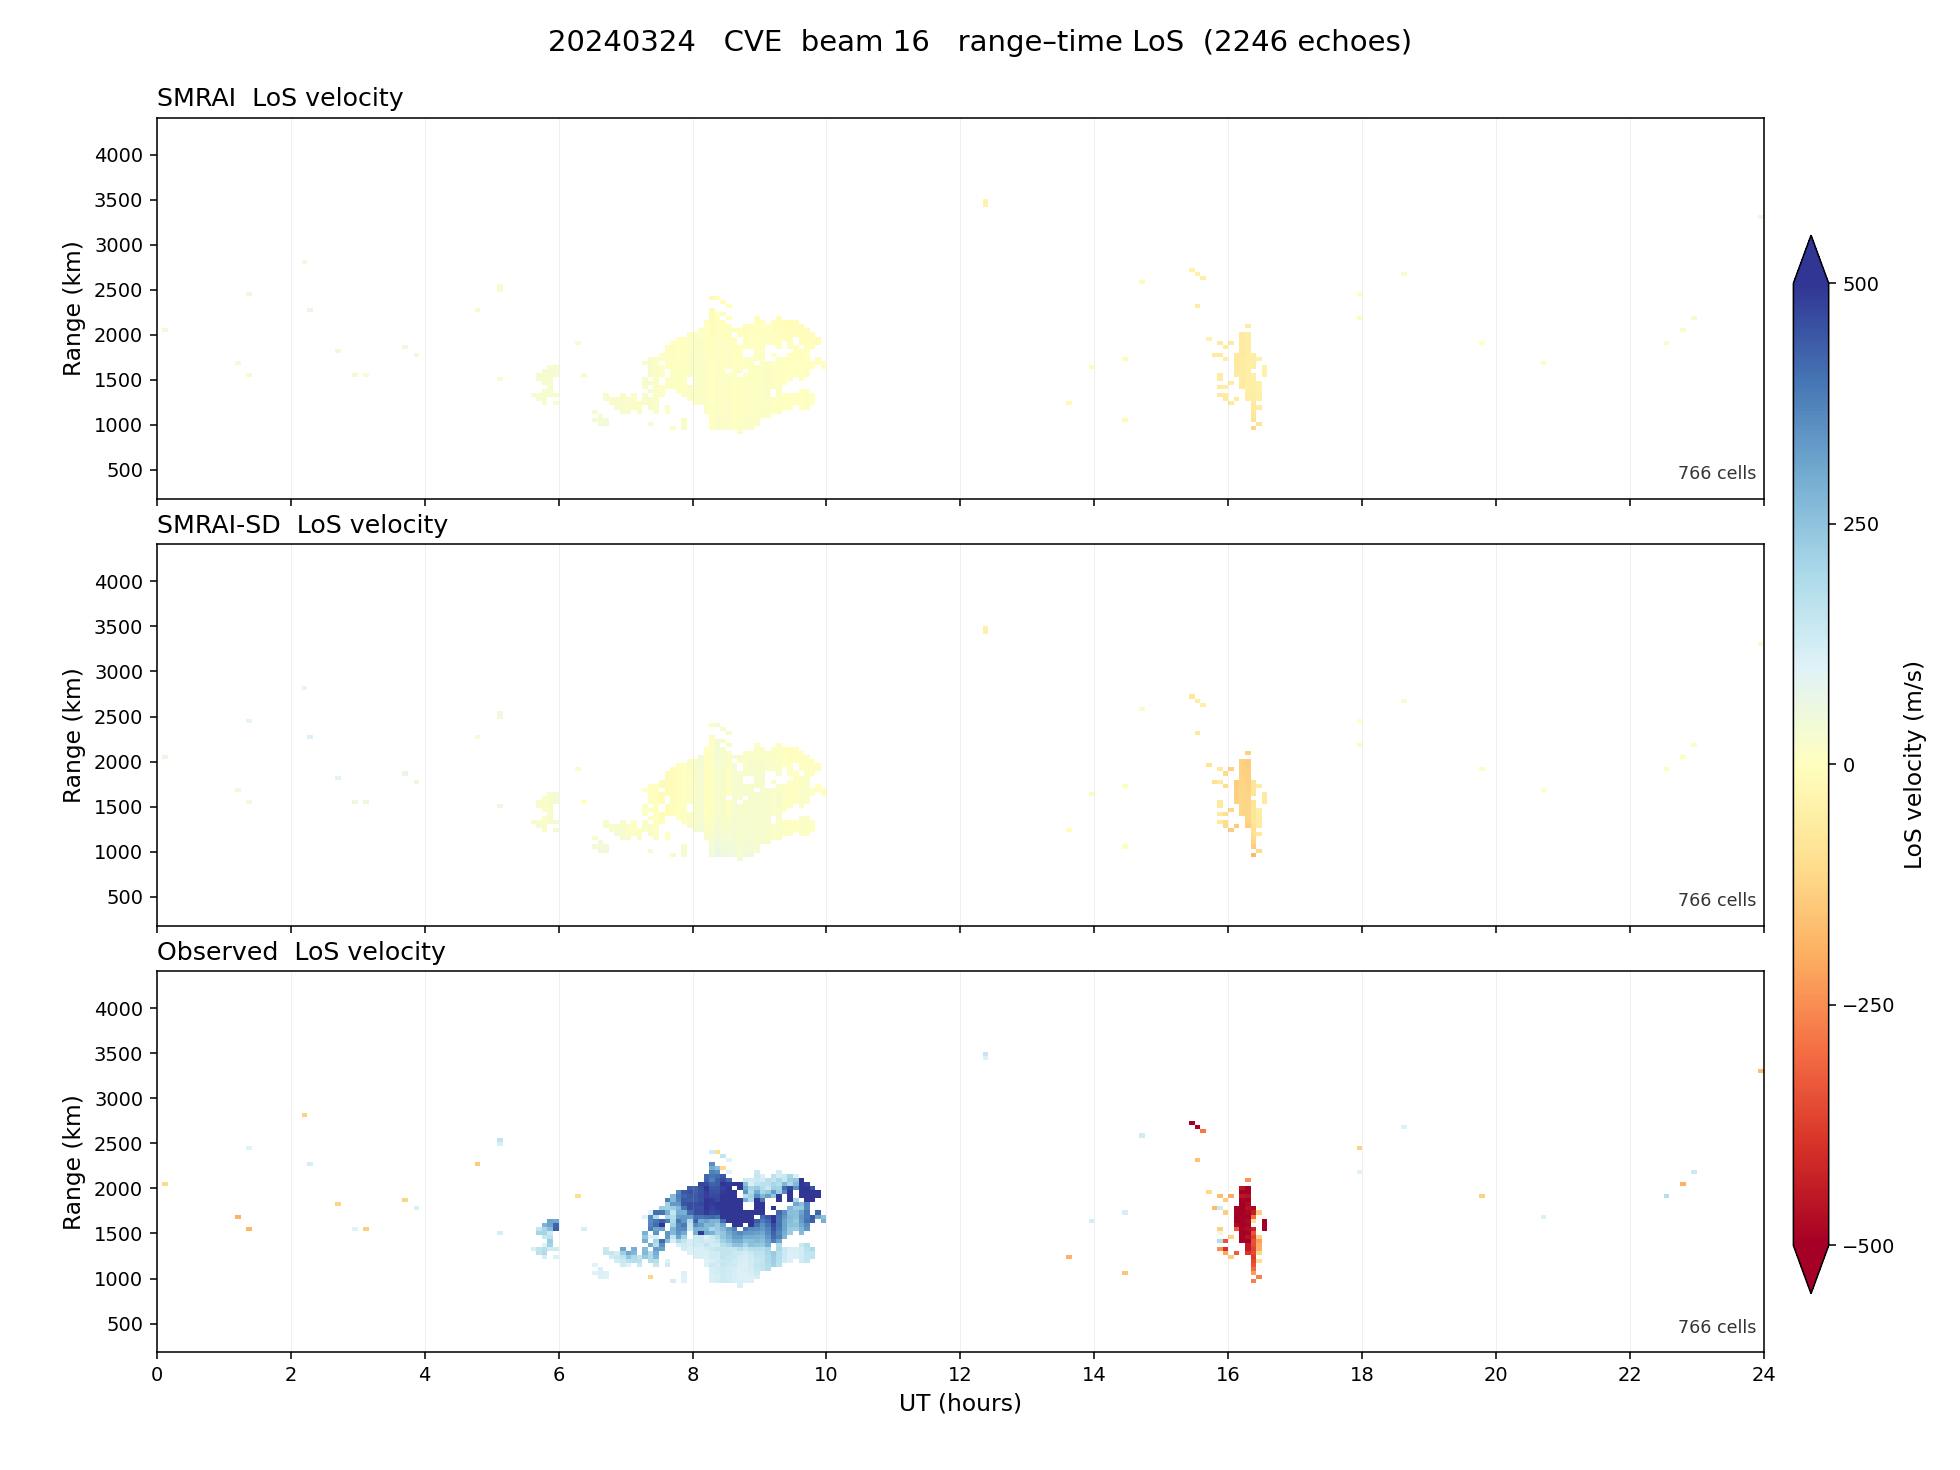 20240324   CVE  beam 16   range–time LoS  (2246 echoes)
SMRAI  LoS velocity
4000
3500
3000
2500
2000
1500
1000
500
Range (km)
766 cells
SMRAI-SD  LoS velocity
4000
3500
3000
2500
2000
1500
1000
500
Range (km)
766 cells
Observed  LoS velocity
4000
3500
3000
2500
2000
1500
1000
500
Range (km)
766 cells
0 2 4 6 8 10 12 14 16 18 20 22 24
UT (hours)
500
250
0
−250
−500
LoS velocity (m/s)